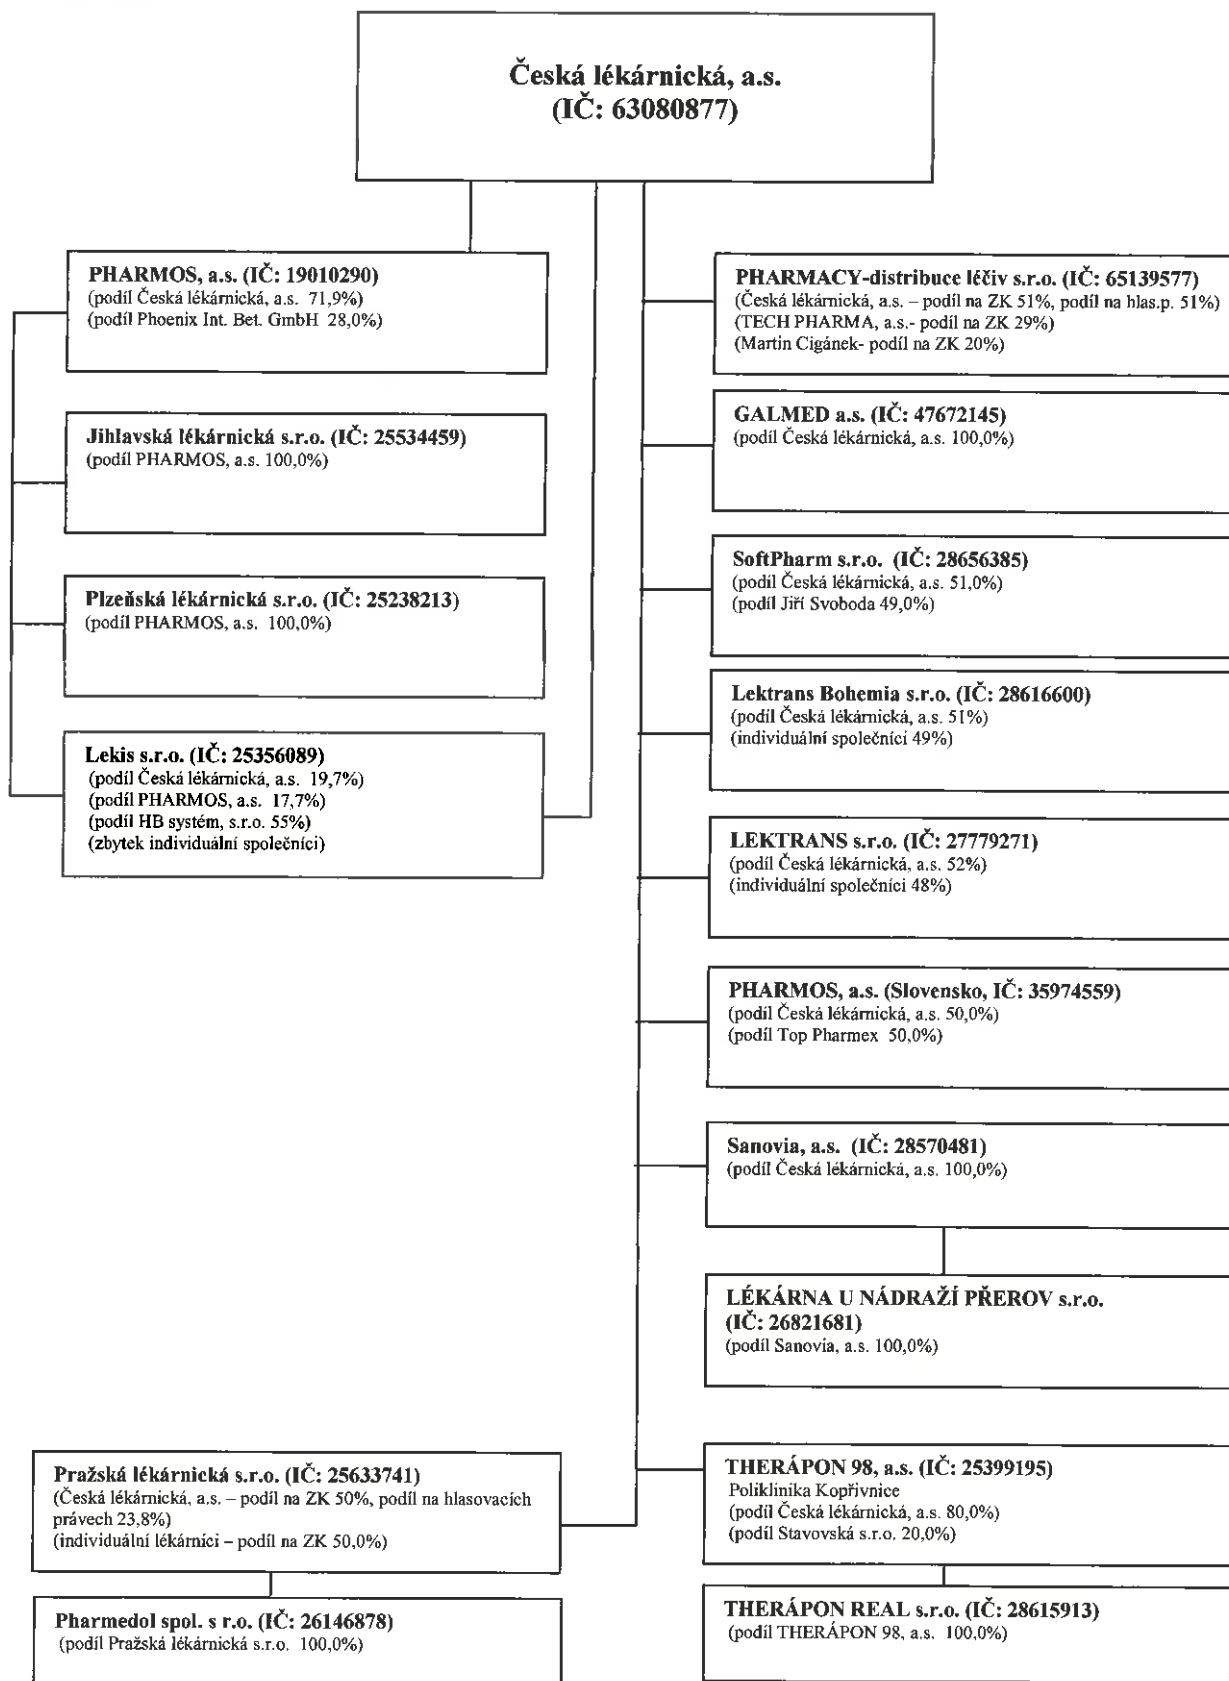 Česká lékárnická, a.s.
(IČ: 63080877)
PHARMOS, a.s. (IČ: 19010290)
(podíl Česká lékárnická, a.s.  71,9%)
(podíl Phoenix Int. Bet. GmbH  28,0%)
Jihlavská lékárnická s.r.o. (IČ: 25534459)
(podíl PHARMOS, a.s. 100,0%)
Plzeňská lékárnická s.r.o. (IČ: 25238213)
(podíl PHARMOS, a.s.  100,0%)
Lekis s.r.o. (IČ: 25356089)
(podíl Česká lékárnická, a.s.  19,7%)
(podíl PHARMOS, a.s.  17,7%)
(podíl HB systém, s.r.o. 55%)
(zbytek individuální společníci)
PHARMACY-distribuce léčiv s.r.o. (IČ: 65139577)
(Česká lékárnická, a.s. – podíl na ZK 51%, podíl na hlas.p. 51%)
(TECH PHARMA, a.s.- podíl na ZK 29%)
(Martin Cigánek- podíl na ZK 20%)
GALMED a.s. (IČ: 47672145)
(podíl Česká lékárnická, a.s. 100,0%)
SoftPharm s.r.o.  (IČ: 28656385)
(podíl Česká lékárnická, a.s. 51,0%)
(podíl Jiří Svoboda 49,0%)
Lektrans Bohemia s.r.o. (IČ: 28616600)
(podíl Česká lékárnická, a.s. 51%)
(individuální společníci 49%)
LEKTRANS s.r.o. (IČ: 27779271)
(podíl Česká lékárnická, a.s. 52%)
(individuální společníci 48%)
PHARMOS, a.s. (Slovensko, IČ: 35974559)
(podíl Česká lékárnická, a.s. 50,0%)
(podíl Top Pharmex  50,0%)
Sanovia, a.s.  (IČ: 28570481)
(podíl Česká lékárnická, a.s. 100,0%)
LÉKÁRNA U NÁDRAŽÍ PŘEROV s.r.o.
(IČ: 26821681)
(podíl Sanovia, a.s. 100,0%)
Pražská lékárnická s.r.o. (IČ: 25633741)
(Česká lékárnická, a.s. – podíl na ZK 50%, podíl na hlasovacích
právech 23,8%)
(individuální lékárníci – podíl na ZK 50,0%)
Pharmedol spol. s r.o. (IČ: 26146878)
(podíl Pražská lékárnická s.r.o.  100,0%)
THERÁPON 98, a.s. (IČ: 25399195)
Poliklinika Kopřivnice
(podíl Česká lékárnická, a.s. 80,0%)
(podíl Stavovská s.r.o. 20,0%)
THERÁPON REAL s.r.o. (IČ: 28615913)
(podíl THERÁPON 98, a.s.  100,0%)